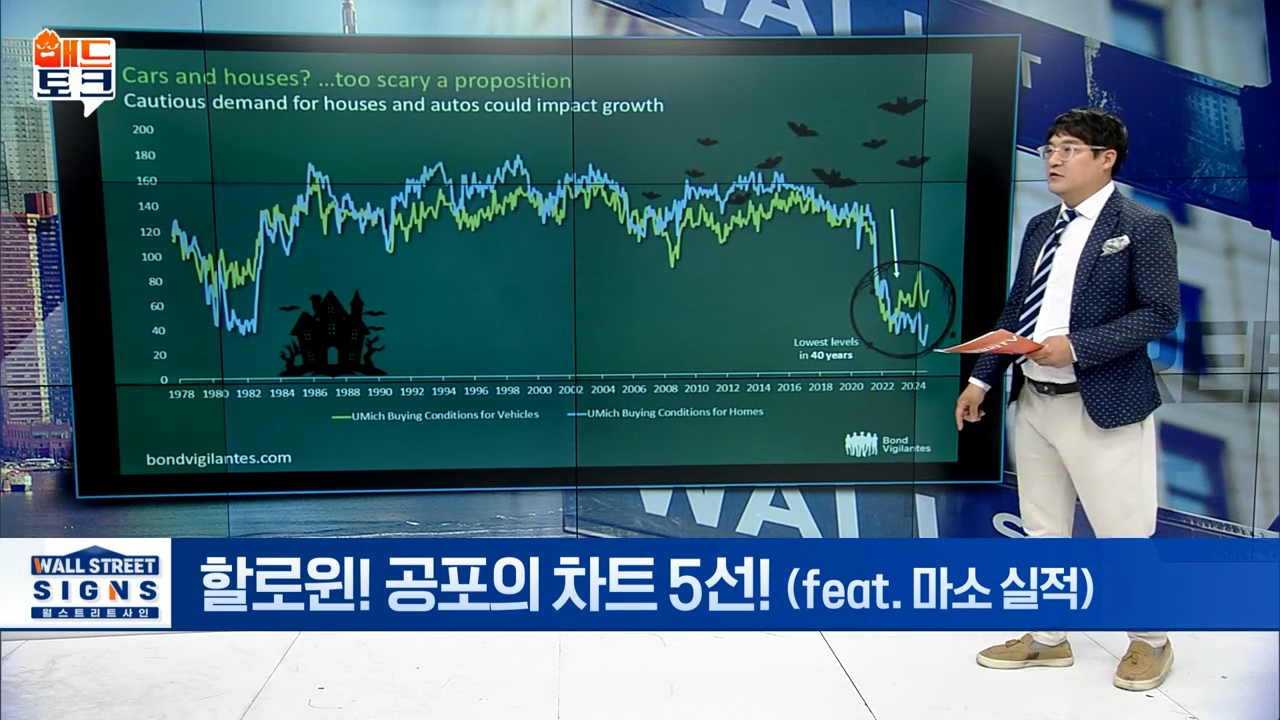 매드
토크
Cars and houses? ...too scary a proposition
Cautious demand for houses and autos could impact growth
200
180
160
140
120
100
80
60
40
20
0
1978 1980 1982 1984 1986 1988 1990 1992 1994 1996 1998 2000 2002 2004 2006 2008 2010 2012 2014 2016 2018 2020 2022 2024
Lowest levels
in 40 years
UMich Buying Conditions for Vehicles UMich Buying Conditions for Homes
bondvigilantes.com
Bond
Vigilantes
WALL
WALL S
WALL STREET
SIGNS
월스트리트사인
할로윈! 공포의 차트 5선! (feat. 마소 실적)